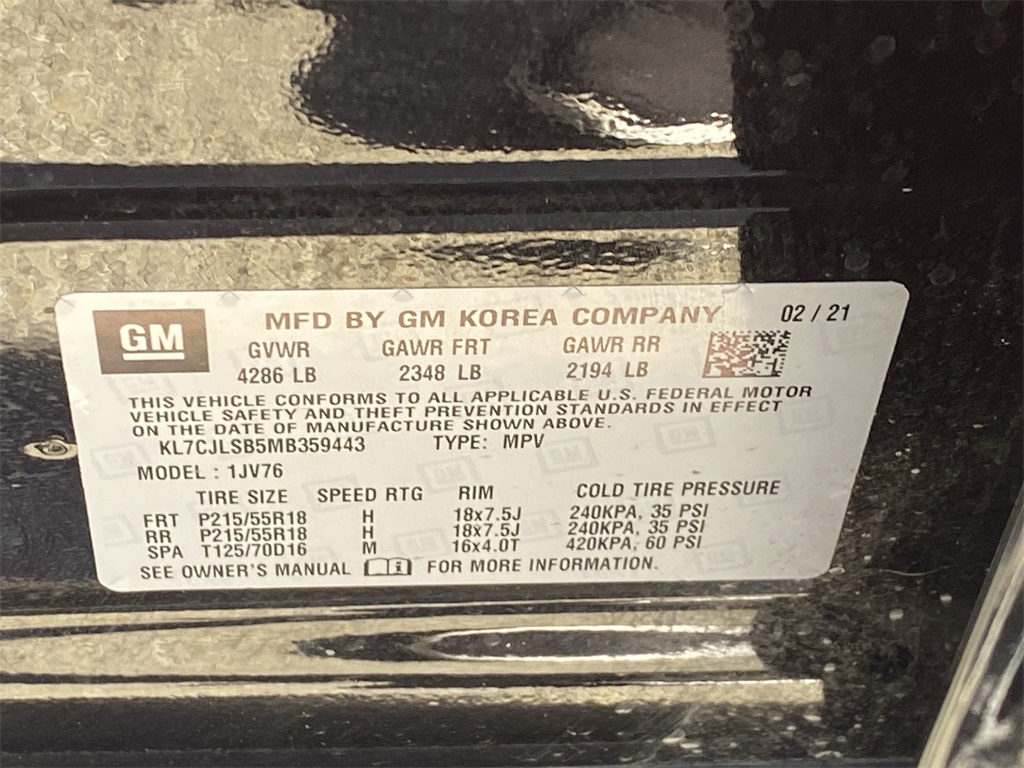 GM
MFD BY GM KOREA COMPANY 02 / 21
GVWR GAWR FRT GAWR RR
4286 LB 2348 LB 2194 LB
THIS VEHICLE CONFORMS TO ALL APPLICABLE U.S. FEDERAL MOTOR
VEHICLE SAFETY AND THEFT PREVENTION STANDARDS IN EFFECT
ON THE DATE OF MANUFACTURE SHOWN ABOVE.
KL7CJLSB5MB359443 TYPE: MPV
MODEL : 1JV76
TIRE SIZE SPEED RTG RIM COLD TIRE PRESSURE
FRT P215/55R18 H 18x7.5J 240KPA, 35 PSI
RR P215/55R18 H 18x7.5J 240KPA, 35 PSI
SPA T125/70D16 M 16x4.0T 420KPA, 60 PSI
SEE OWNER'S MANUAL FOR MORE INFORMATION.